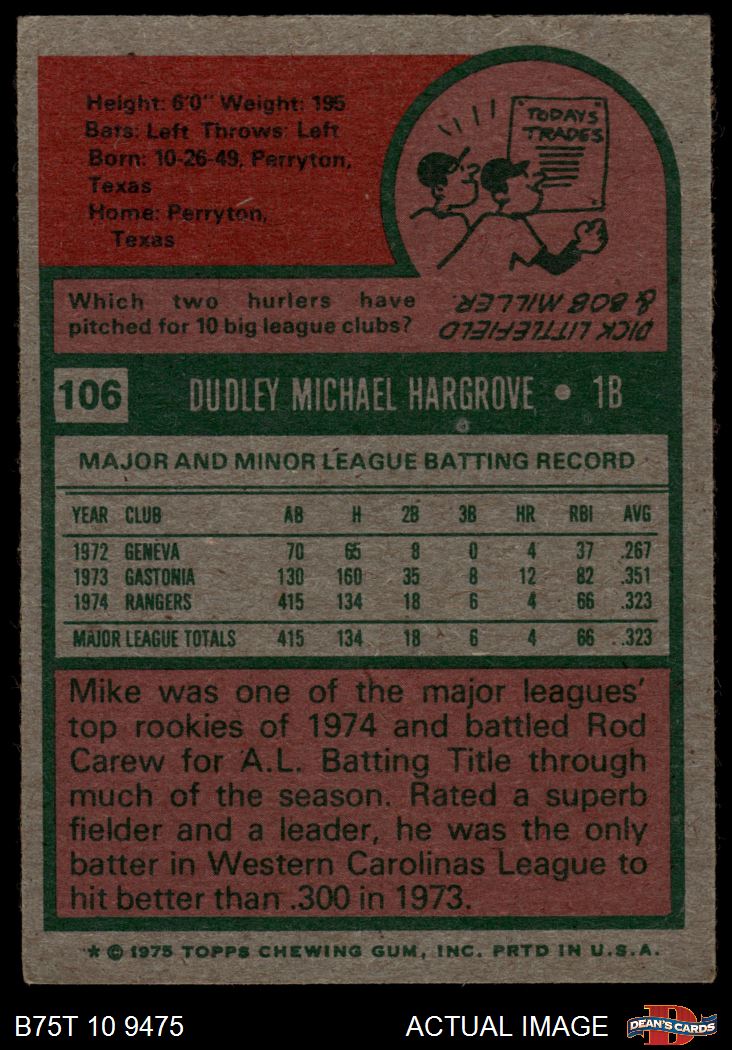 Height: 6'0" Weight: 195
Bats: Left Throws: Left
Born: 10-26-49, Perryton,
Texas
Home: Perryton,
Texas
TODAYS
TRADES
Which two hurlers have
pitched for 10 big league clubs?
DICK LITTLEFIELD
& BOB MILLER.
106 DUDLEY MICHAEL HARGROVE • 1B
MAJOR AND MINOR LEAGUE BATTING RECORD
YEAR CLUB AB H 2B 3B HR RBI AVG
1972 GENEVA 70 65 8 0 4 37 .267
1973 GASTONIA 130 160 35 8 12 82 .351
1974 RANGERS 415 134 18 6 4 66 .323
MAJOR LEAGUE TOTALS 415 134 18 6 4 66 .323
Mike was one of the major leagues'
top rookies of 1974 and battled Rod
Carew for A.L. Batting Title through
much of the season. Rated a superb
fielder and a leader, he was the only
batter in Western Carolinas League to
hit better than .300 in 1973.
* © 1975 TOPPS CHEWING GUM, INC. PRTD IN U.S.A.
B75T 10 9475 ACTUAL IMAGE DEAN'S CARDS